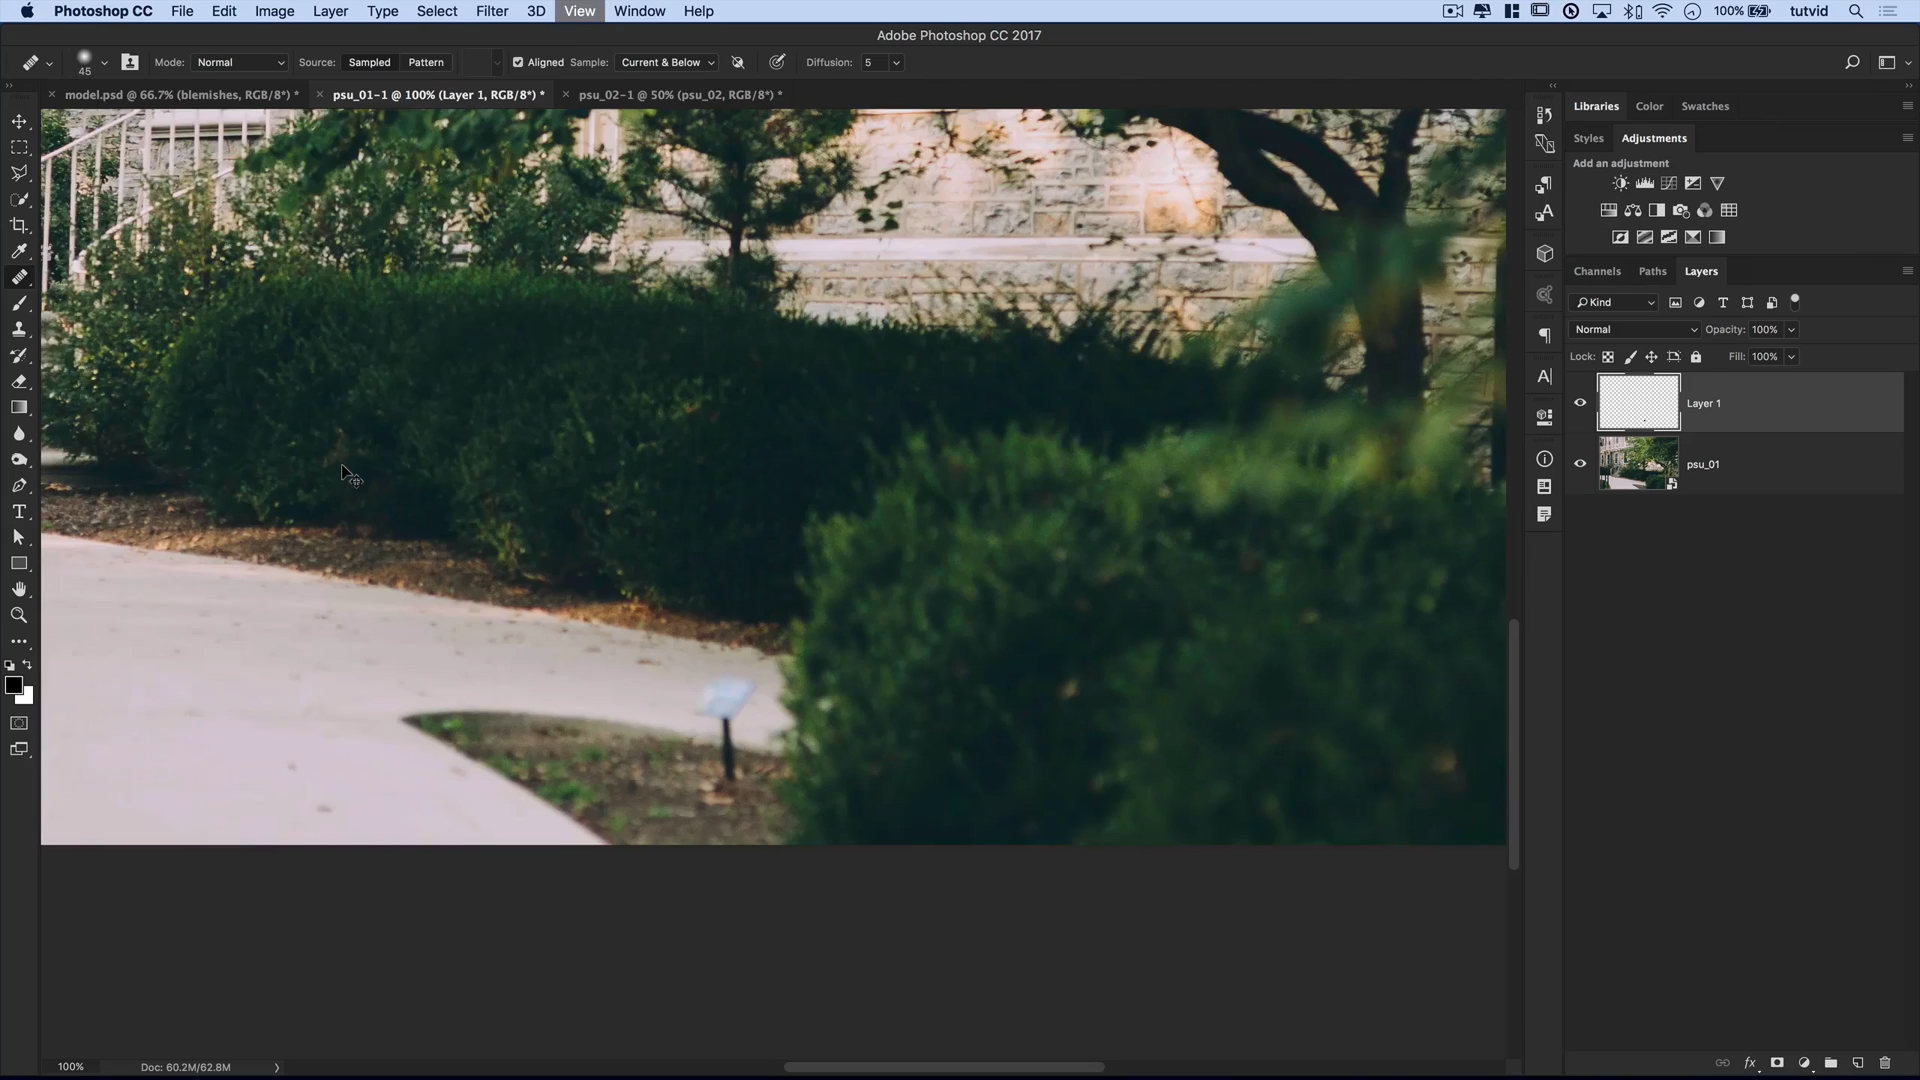 Photoshop CC File Edit Image Layer Type Select Filter 3D View Window Help 100% tutvid
Adobe Photoshop CC 2017
45 Mode: Normal Source: Sampled Pattern Aligned Sample: Current & Below Diffusion: 5
model.psd @ 66.7% (blemishes, RGB/8*) * psu_01-1 @ 100% (Layer 1, RGB/8*) * psu_02-1 @ 50% (psu_02, RGB/8*) *
Libraries Color Swatches
Styles Adjustments
Add an adjustment
Channels Paths Layers
Kind
Normal Opacity: 100%
Lock: Fill: 100%
Layer 1
psu_01
100% Doc: 60.2M/62.8M